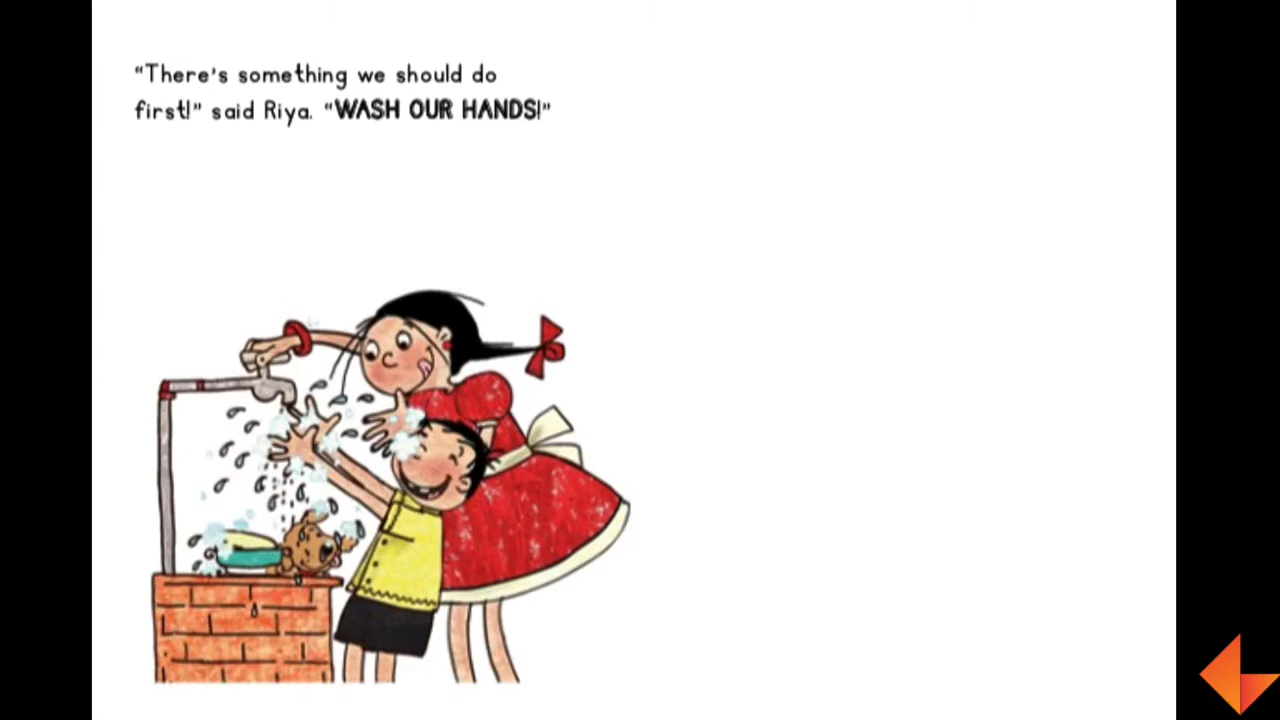 “There's something we should do
first!” said Riya. “WASH OUR HANDS!”